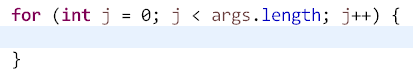 for (int j = 0; j < args.length; j++) {
}